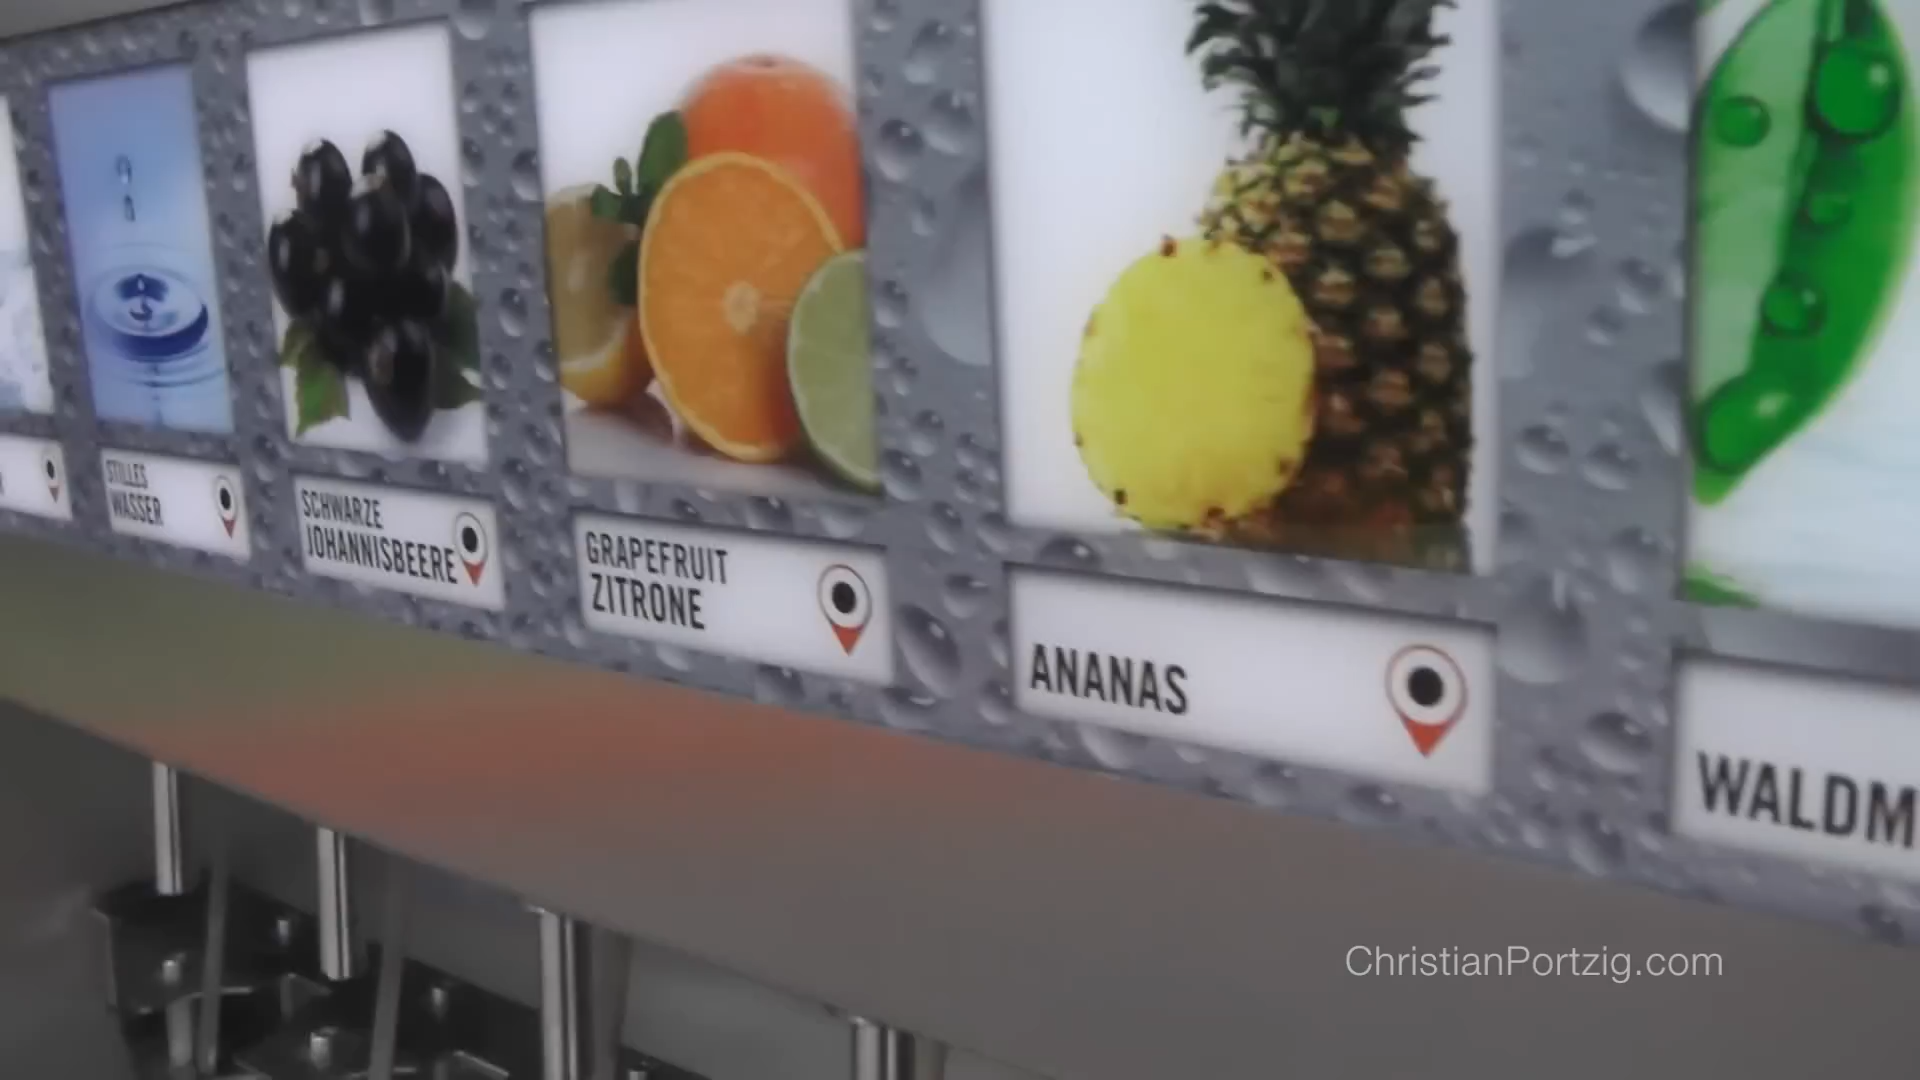 STILLES
WASSER
SCHWARZE
JOHANNISBEERE
GRAPEFRUIT
ZITRONE
ANANAS
WALDM
ChristianPortzig.com